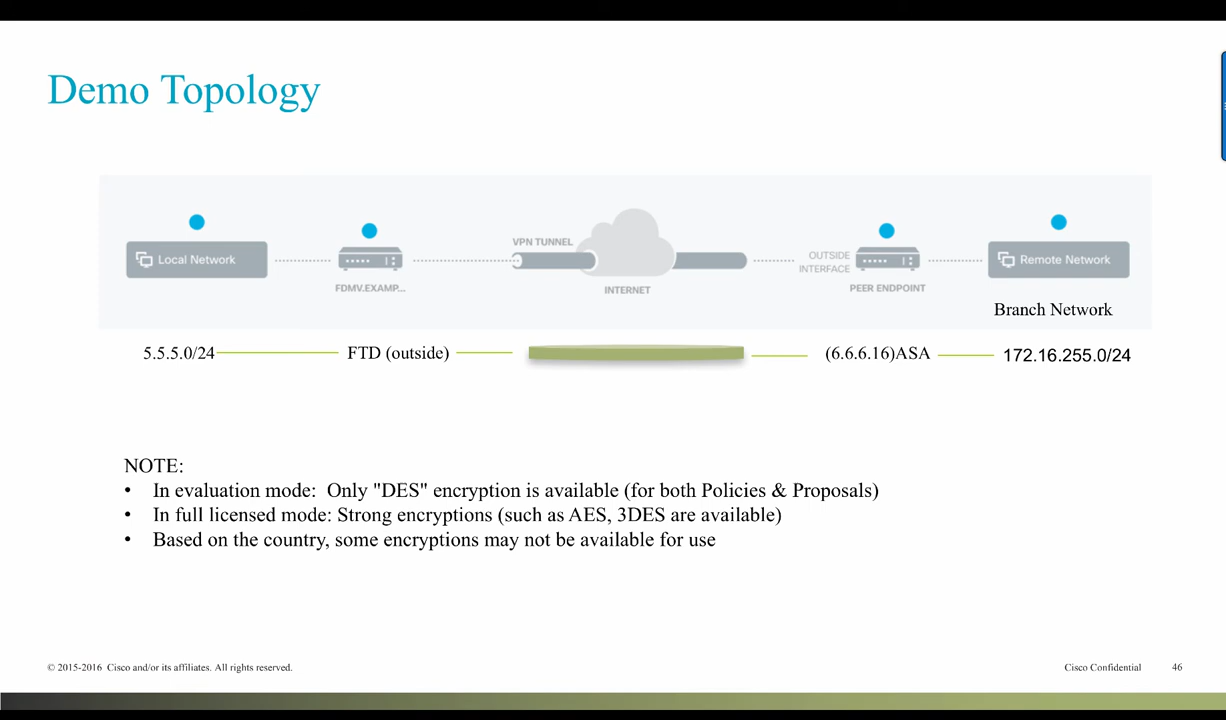 Demo Topology
Local Network
FDMV.EXAMP...
VPN TUNNEL
INTERNET
OUTSIDE
INTERFACE
PEER ENDPOINT
Remote Network
Branch Network
5.5.5.0/24
FTD (outside)
(6.6.6.16)ASA
172.16.255.0/24
NOTE:
• In evaluation mode:  Only "DES" encryption is available (for both Policies & Proposals)
• In full licensed mode: Strong encryptions (such as AES, 3DES are available)
• Based on the country, some encryptions may not be available for use
© 2015-2016  Cisco and/or its affiliates. All rights reserved.
Cisco Confidential
46